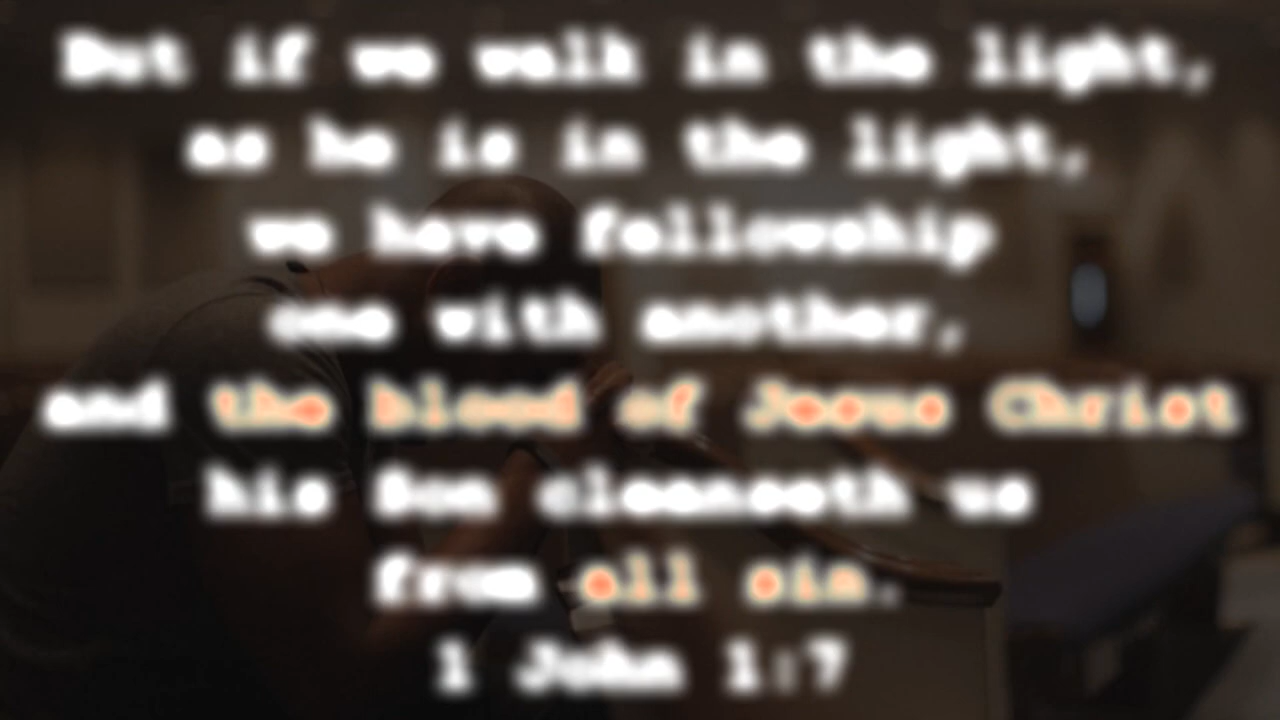 But if we walk in the light,
as he is in the light,
we have fellowship
one with another,
and the blood of Jesus Christ
his Son cleanseth us
from all sin.
1 John 1:7